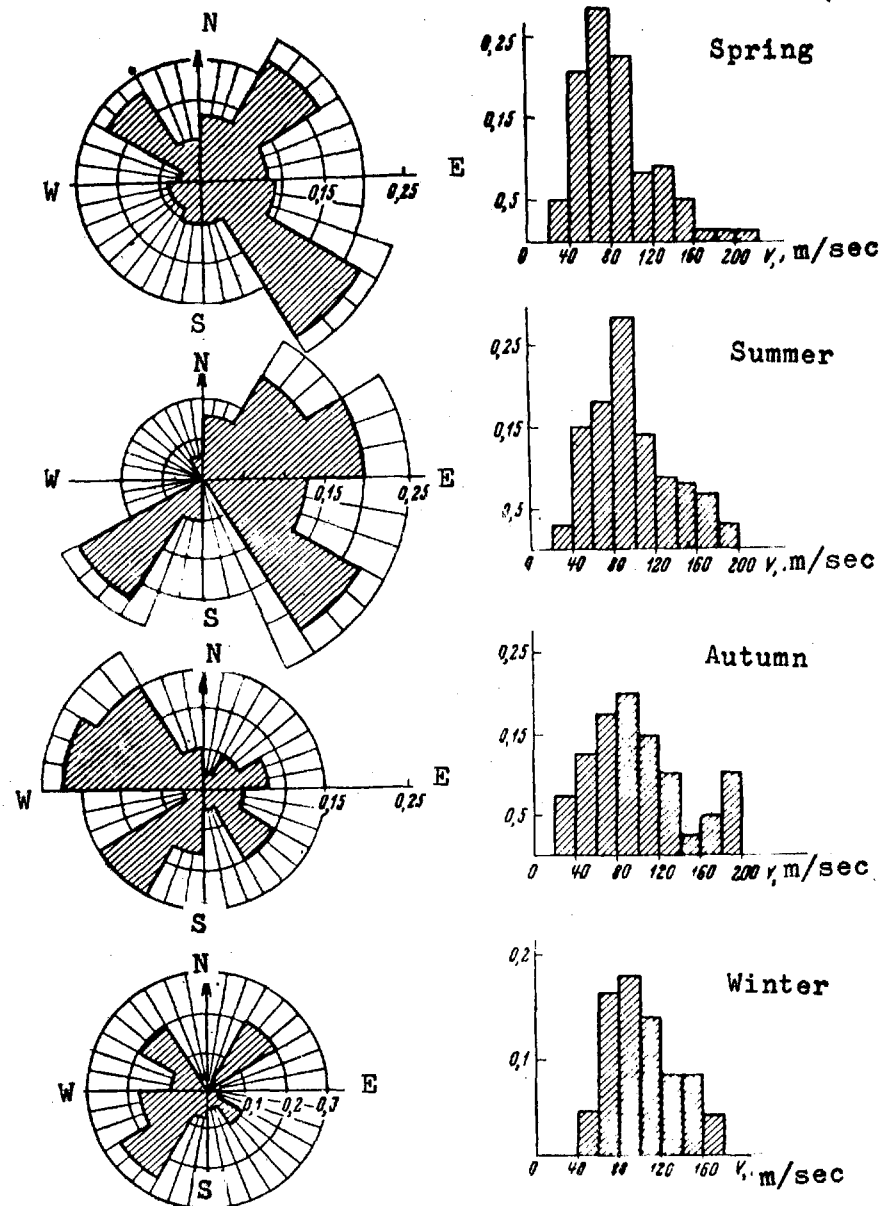 N
W
E
S
0,15
0,25
0,25
0,15
0,5
Spring
0 40 80 120 160 200 V, m/sec
N
W
E
S
0,15
0,25
0,25
0,15
0,5
Summer
0 40 80 120 160 200 V, m/sec
N
W
E
S
0,15
0,25
0,25
0,15
0,5
Autumn
0 40 80 120 160 200 V, m/sec
N
W
E
S
0,1 0,2 0,3
0,2
0,1
Winter
0 40 80 120 160 V, m/sec